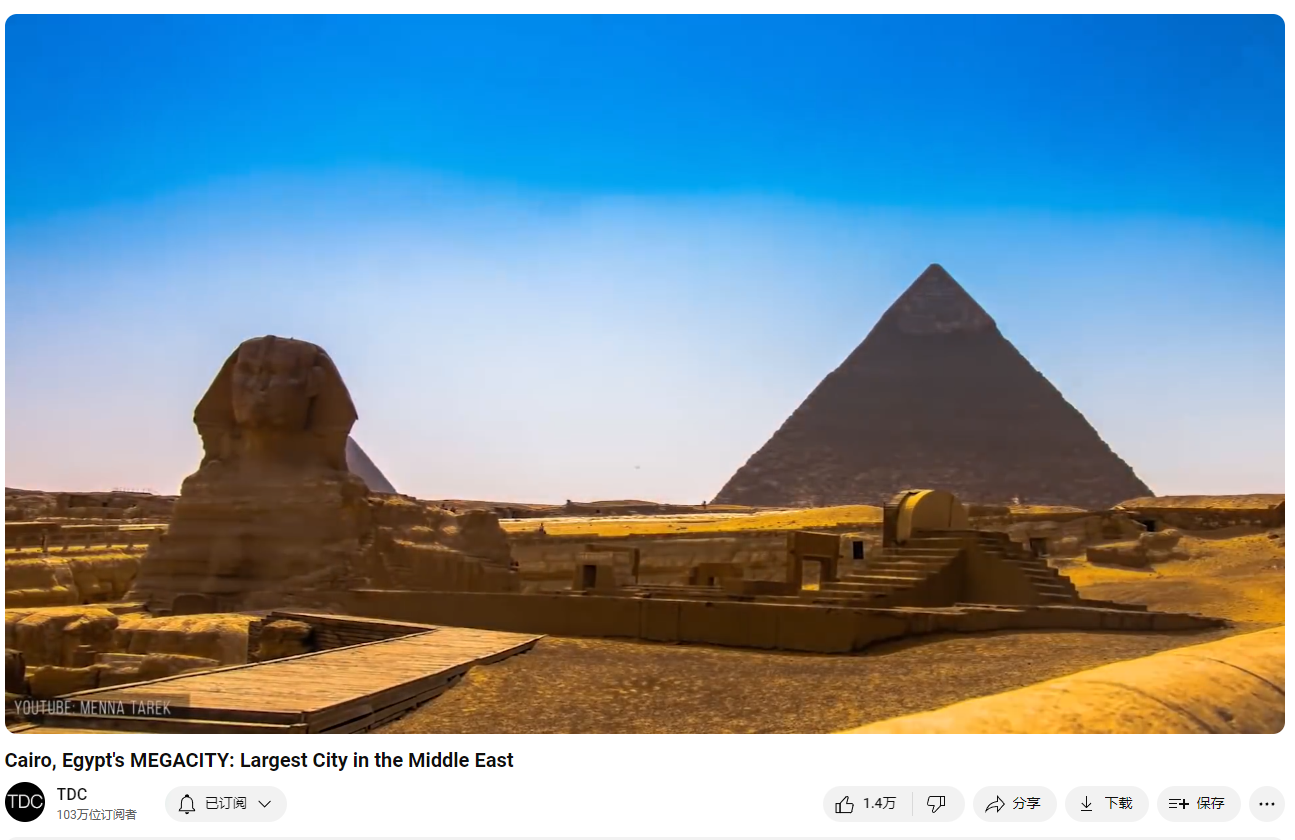 YOUTUBE: MENNA TAREK
Cairo, Egypt's MEGACITY: Largest City in the Middle East
TDC
TDC
103万位订阅者
已订阅
1.4万
分享
下载
保存